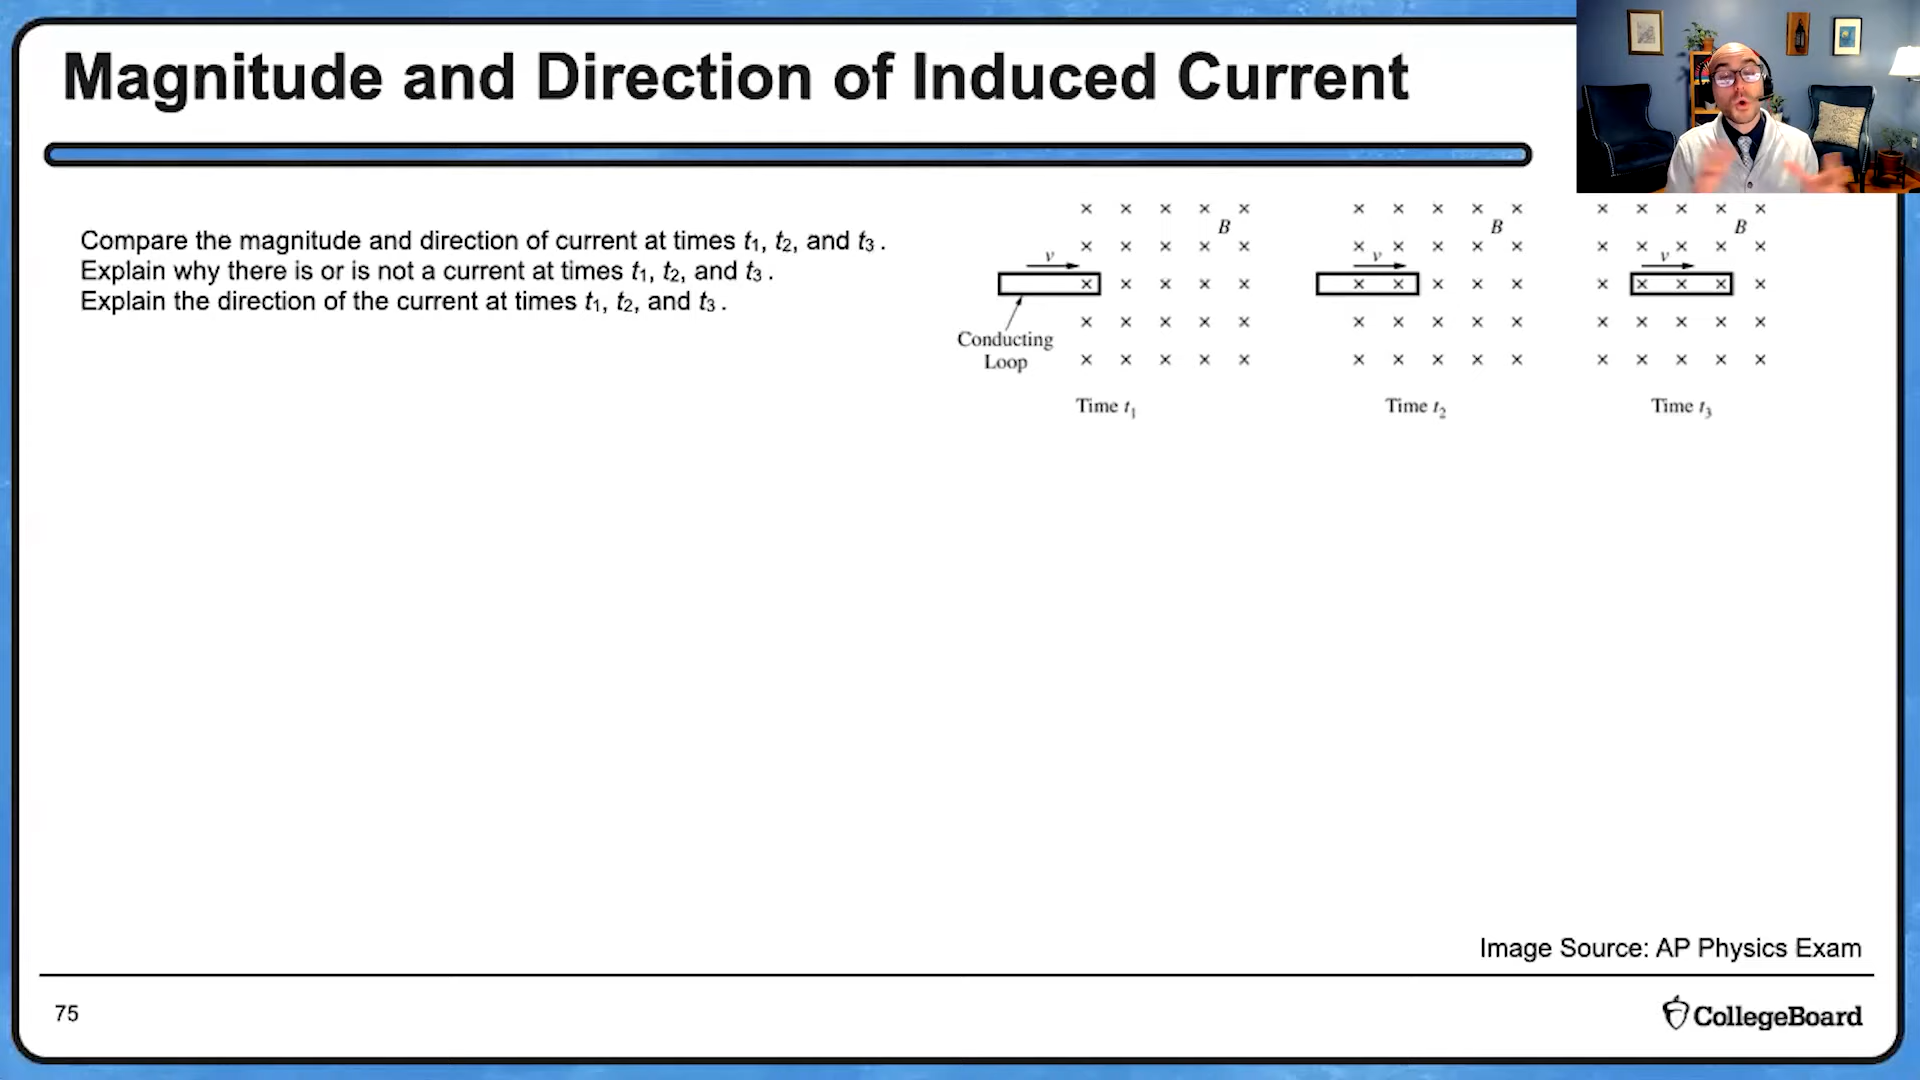 Magnitude and Direction of Induced Current
Compare the magnitude and direction of current at times t₁, t₂, and t₃.
Explain why there is or is not a current at times t₁, t₂, and t₃.
Explain the direction of the current at times t₁, t₂, and t₃.
× × × × ×
B
v
× × × × ×
× × × × ×
Conducting
Loop
× × × × ×
× × × × ×
Time t₁
× × × × ×
B
× × × × ×
v
× × × × ×
× × × × ×
× × × × ×
Time t₂
× × × × ×
B
× × × × ×
v
× × × × ×
× × × × ×
× × × × ×
Time t₃
Image Source: AP Physics Exam
75
CollegeBoard